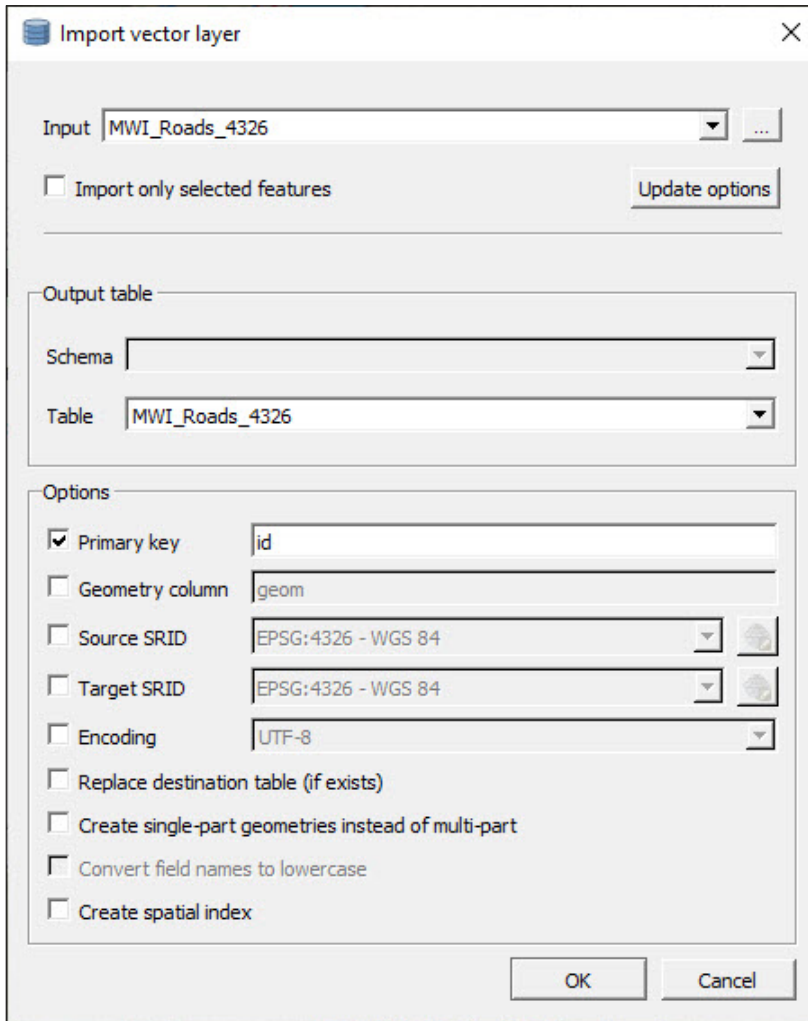 Import vector layer
Input MWI_Roads_4326 ...
Import only selected features Update options
Output table
Schema
Table MWI_Roads_4326
Options
Primary key id
Geometry column geom
Source SRID EPSG:4326 - WGS 84
Target SRID EPSG:4326 - WGS 84
Encoding UTF-8
Replace destination table (if exists)
Create single-part geometries instead of multi-part
Convert field names to lowercase
Create spatial index
OK Cancel